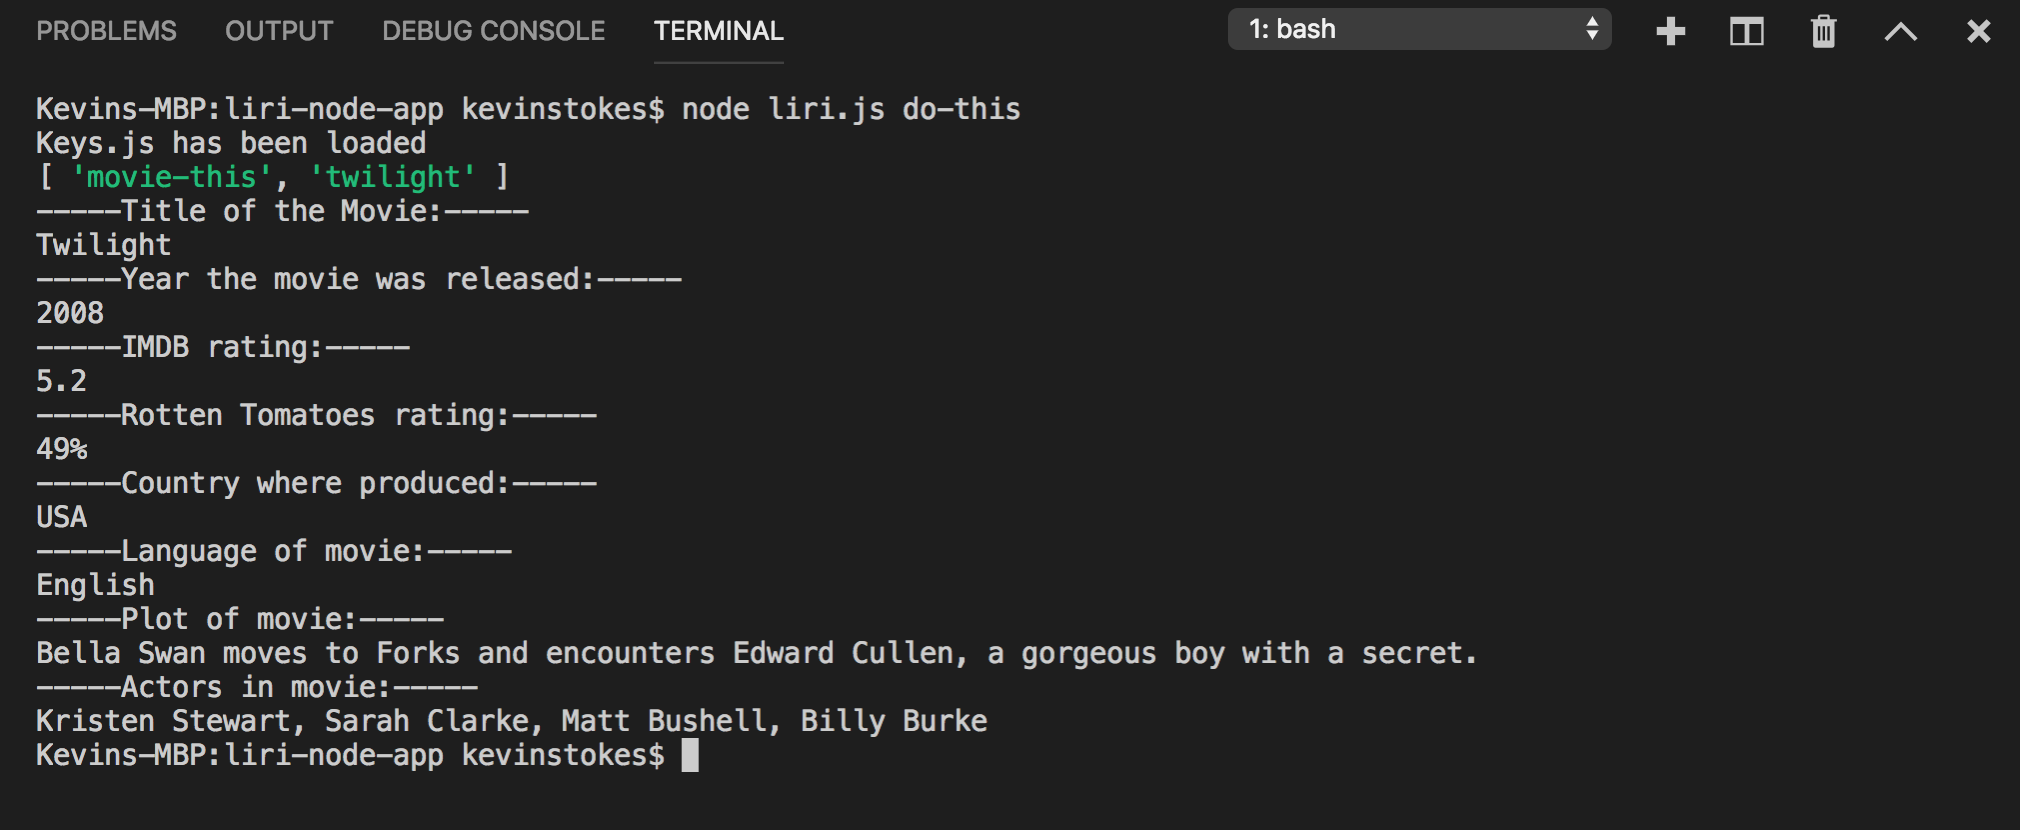 PROBLEMS OUTPUT DEBUG CONSOLE TERMINAL 1: bash
Kevins-MBP:liri-node-app kevinstokes$ node liri.js do-this
Keys.js has been loaded
[ 'movie-this', 'twilight' ]
-----Title of the Movie:-----
Twilight
-----Year the movie was released:-----
2008
-----IMDB rating:-----
5.2
-----Rotten Tomatoes rating:-----
49%
-----Country where produced:-----
USA
-----Language of movie:-----
English
-----Plot of movie:-----
Bella Swan moves to Forks and encounters Edward Cullen, a gorgeous boy with a secret.
-----Actors in movie:-----
Kristen Stewart, Sarah Clarke, Matt Bushell, Billy Burke
Kevins-MBP:liri-node-app kevinstokes$